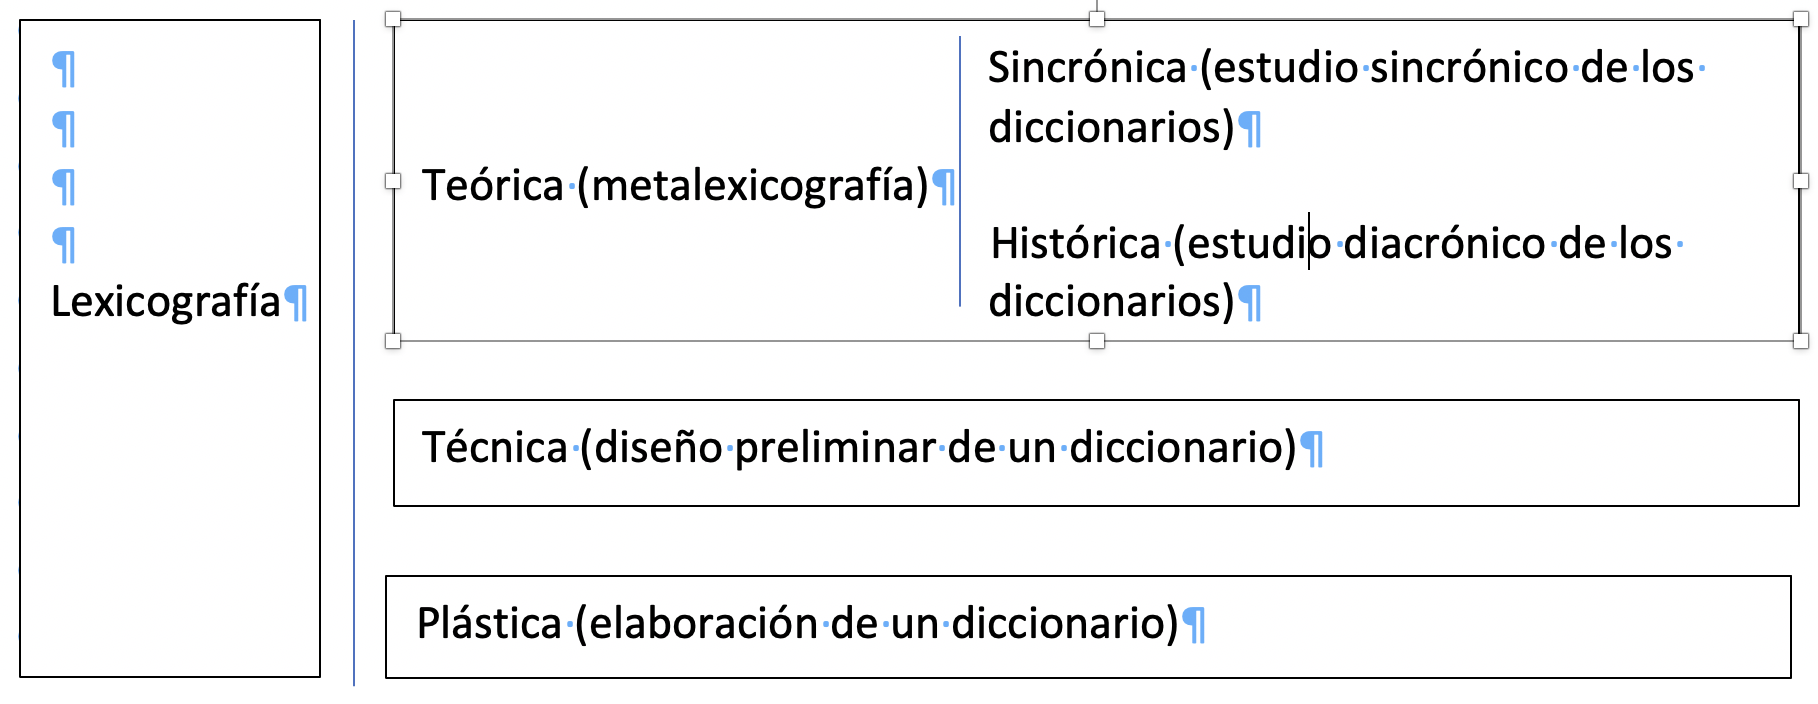 Lexicografía
Teórica (metalexicografía)
Sincrónica (estudio sincrónico de los
diccionarios)
Histórica (estudio diacrónico de los
diccionarios)
Técnica (diseño preliminar de un diccionario)
Plástica (elaboración de un diccionario)